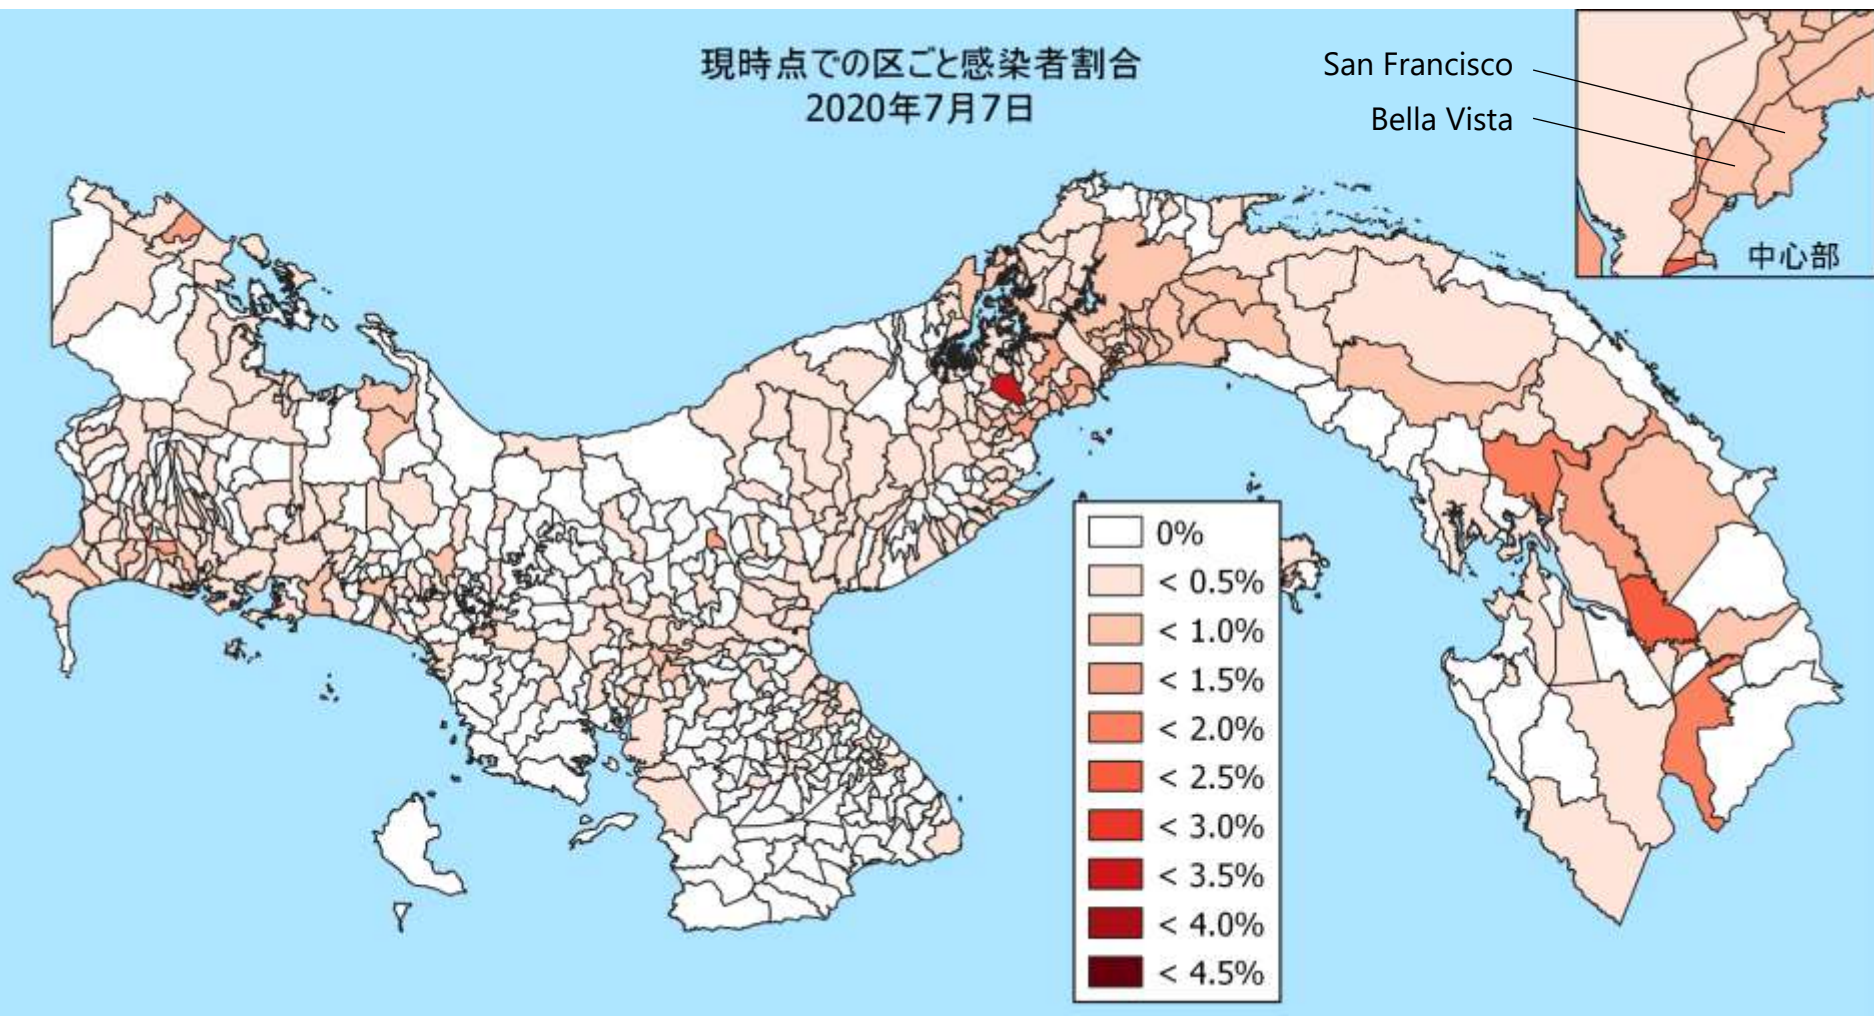 現時点での区ごと感染者割合
2020年7月7日
San Francisco
Bella Vista
中心部
0%
< 0.5%
< 1.0%
< 1.5%
< 2.0%
< 2.5%
< 3.0%
< 3.5%
< 4.0%
< 4.5%